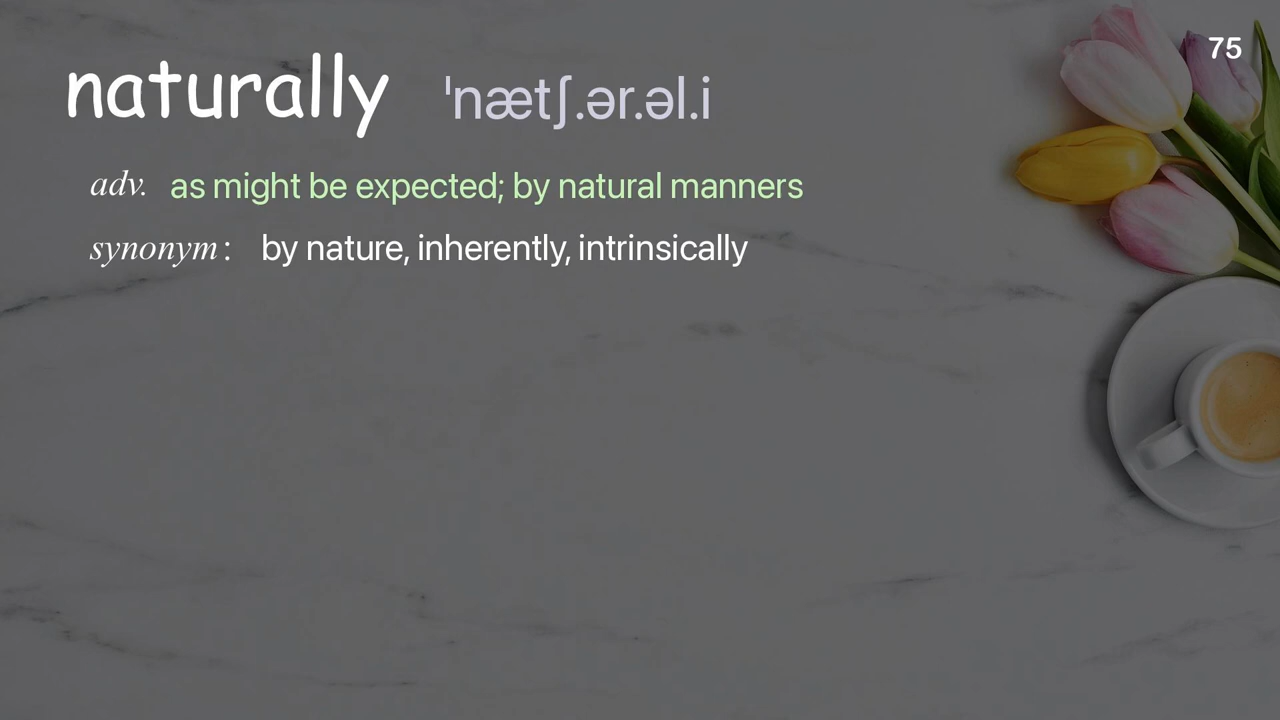 75
naturally ˈnætʃ.ər.əl.i
adv. as might be expected; by natural manners
synonym: by nature, inherently, intrinsically